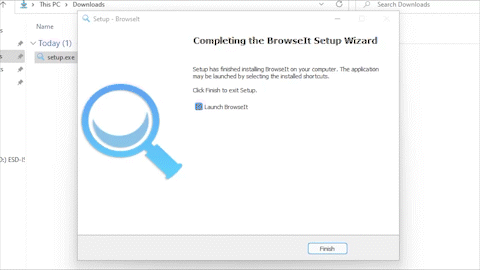 This PC > Downloads
Search Downloads
Name
Today (1)
setup.exe
Setup - BrowseIt
Completing the BrowseIt Setup Wizard
Setup has finished installing BrowseIt on your computer. The application
may be launched by selecting the installed shortcuts.
Click Finish to exit Setup.
Launch BrowseIt
:) ESD-IS
Finish